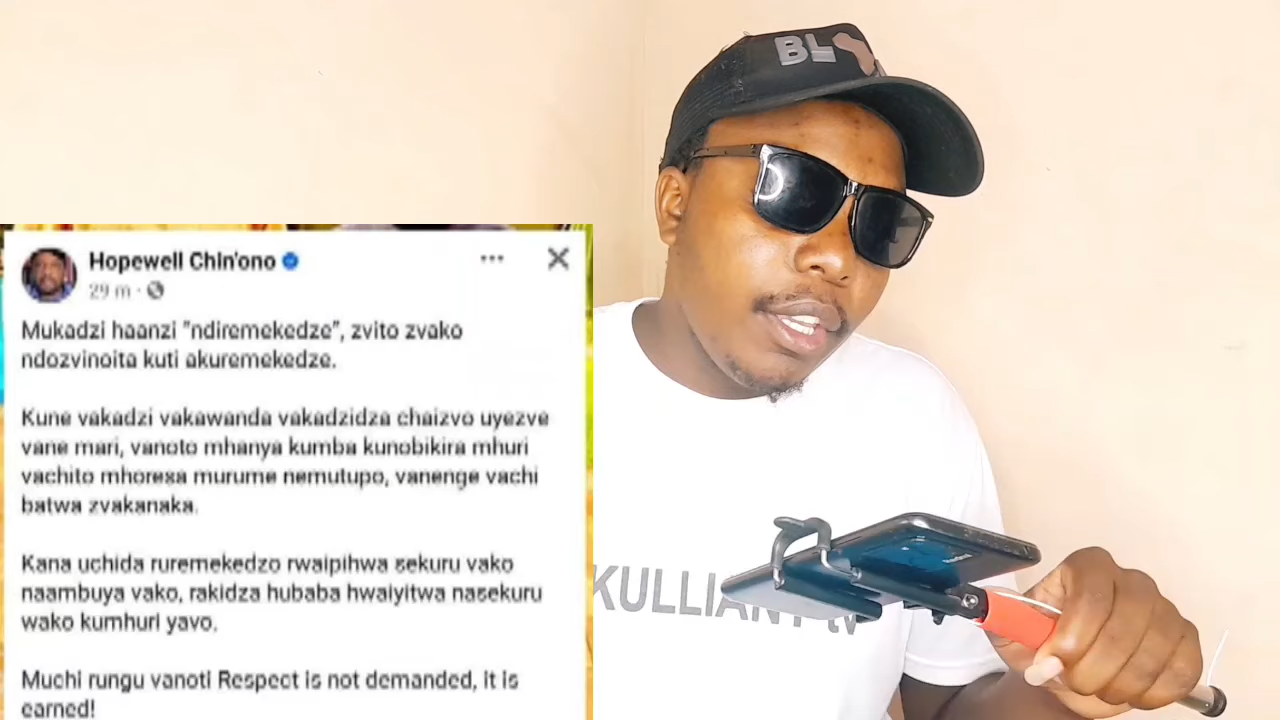 BL
Hopewell Chin'ono
29 m ·
Mukadzi haanzi "ndiremekedze", zvito zvako
ndozvinoita kuti akuremekedze.
Kune vakadzi vakawanda vakadzidza chaizvo uyezve
vane mari, vanoto mhanya kumba kunobikira mhuri
vachito mhoresa murume nemutupo, vanenge vachi
batwa zvakanaka.
Kana uchida ruremekedzo rwaipihwa sekuru vako
naambuya vako, rakidza hubaba hwaiyitwa nasekuru
wako kumhuri yavo.
Muchi rungu vanoti Respect is not demanded, it is
earned!
tv